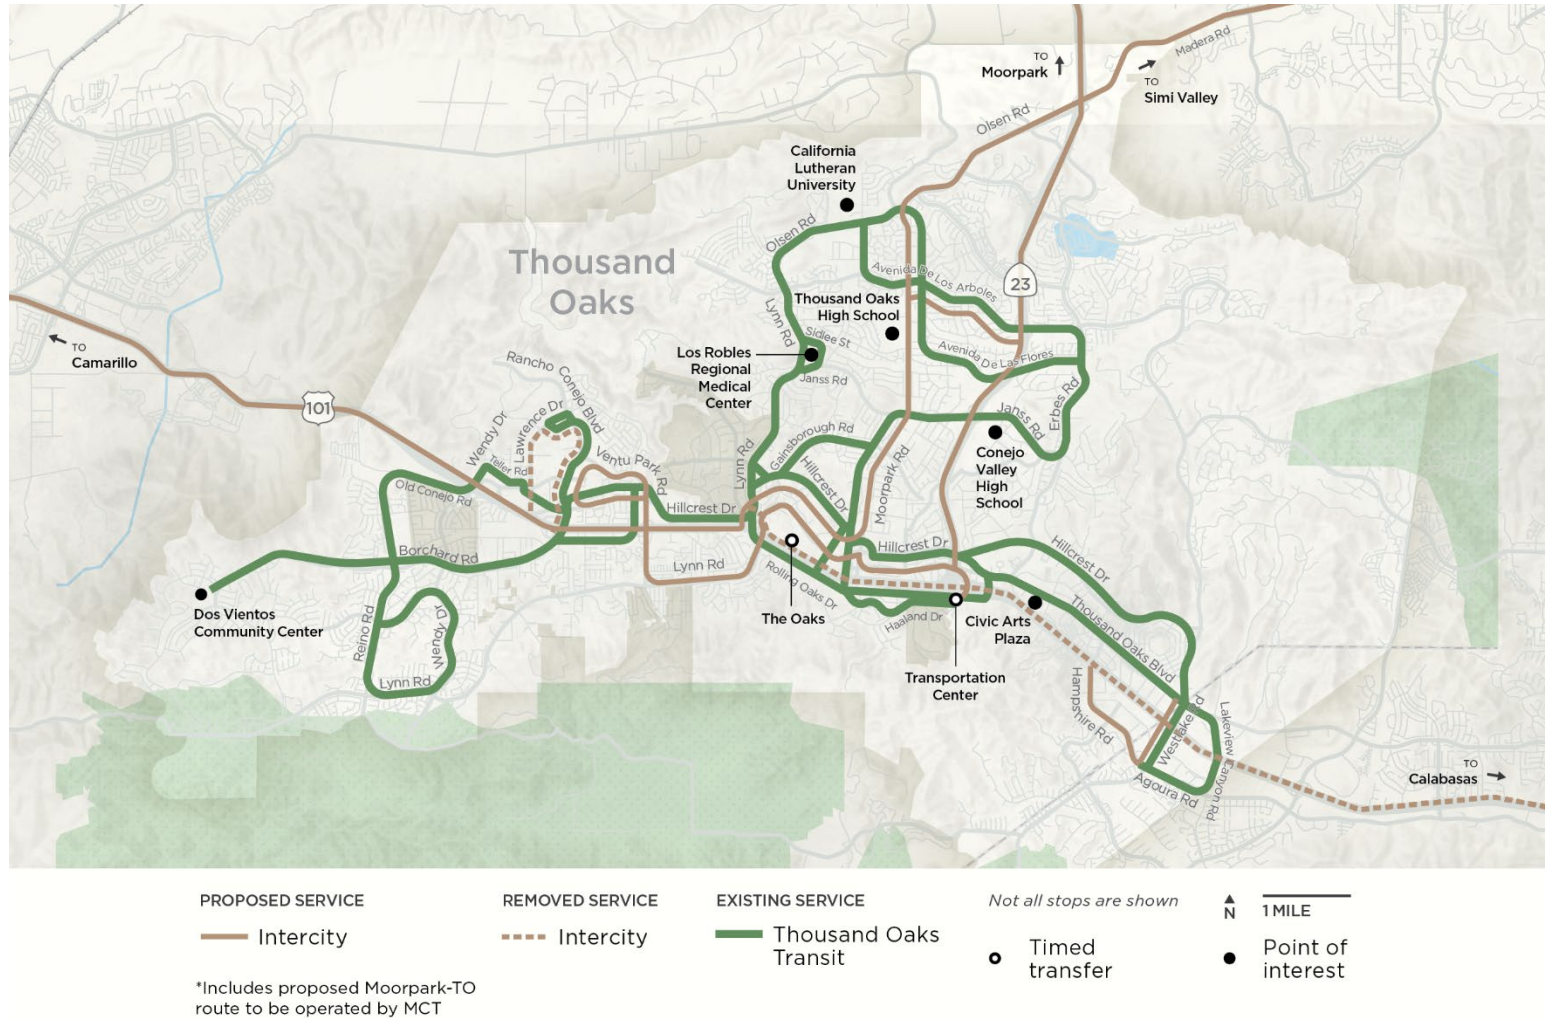 TO
Moorpark
Madera Rd
TO
Simi Valley
Olsen Rd
California
Lutheran
University
Olsen Rd
Thousand
Oaks
Avenida De Los Arboles
23
Thousand Oaks
High School
Lynn Rd
Sidlee St
TO
Camarillo
Los Robles
Regional
Medical
Center
Avenida De Las Flores
Janss Rd
Rancho Conejo Blvd
101
Lawrence Dr
Wendy Dr
Erbes Rd
Janss Rd
Gainsborough Rd
Conejo
Valley
High
School
Teller Rd
Ventu Park Rd
Lynn Rd
Hillcrest Dr
Moorpark Rd
Old Conejo Rd
Hillcrest Dr
Borchard Rd
Hillcrest Dr
Hillcrest Dr
Lynn Rd
Rolling Oaks Dr
Dos Vientos
Community Center
The Oaks
Haaland Dr
Civic Arts
Plaza
Thousand Oaks Blvd
Reino Rd
Wendy Dr
Lynn Rd
Transportation
Center
Hampshire Rd
Westlake Rd
Lakeview Canyon Rd
Agoura Rd
TO
Calabasas
PROPOSED SERVICE
Intercity
*Includes proposed Moorpark-TO
route to be operated by MCT
REMOVED SERVICE
Intercity
EXISTING SERVICE
Thousand Oaks
Transit
Not all stops are shown
Timed
transfer
N
1 MILE
Point of
interest